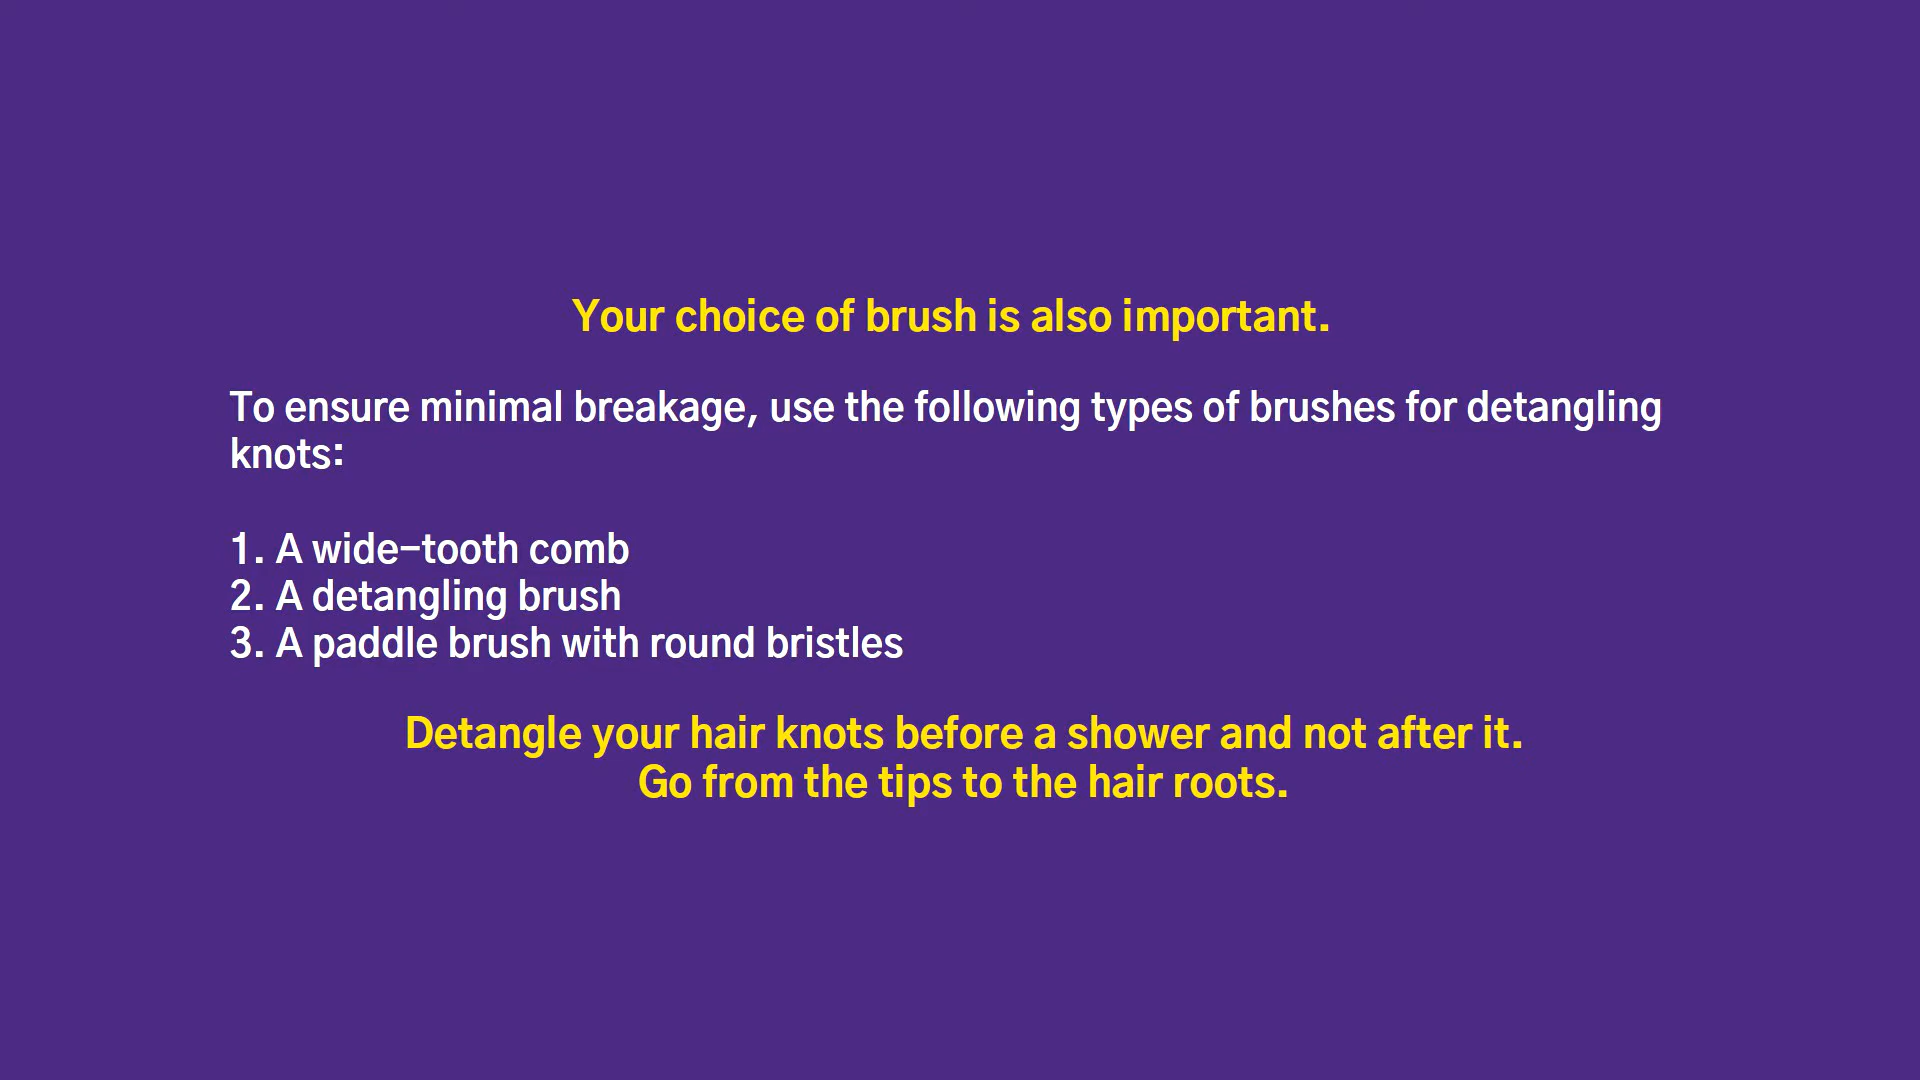 Your choice of brush is also important.
To ensure minimal breakage, use the following types of brushes for detangling
knots:
1. A wide-tooth comb
2. A detangling brush
3. A paddle brush with round bristles
Detangle your hair knots before a shower and not after it.
Go from the tips to the hair roots.